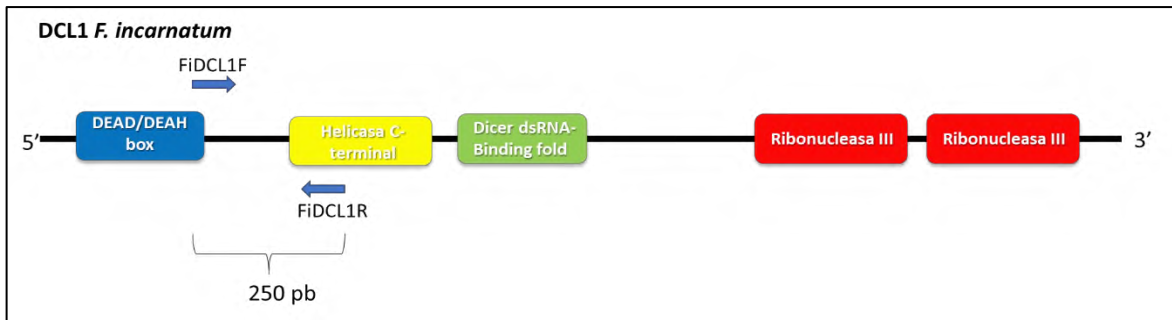 DCL1 F. incarnatum
FiDCL1F
5’
DEAD/DEAH
box
Helicasa C-
terminal
Dicer dsRNA-
Binding fold
Ribonucleasa III
Ribonucleasa III
3’
FiDCL1R
250 pb